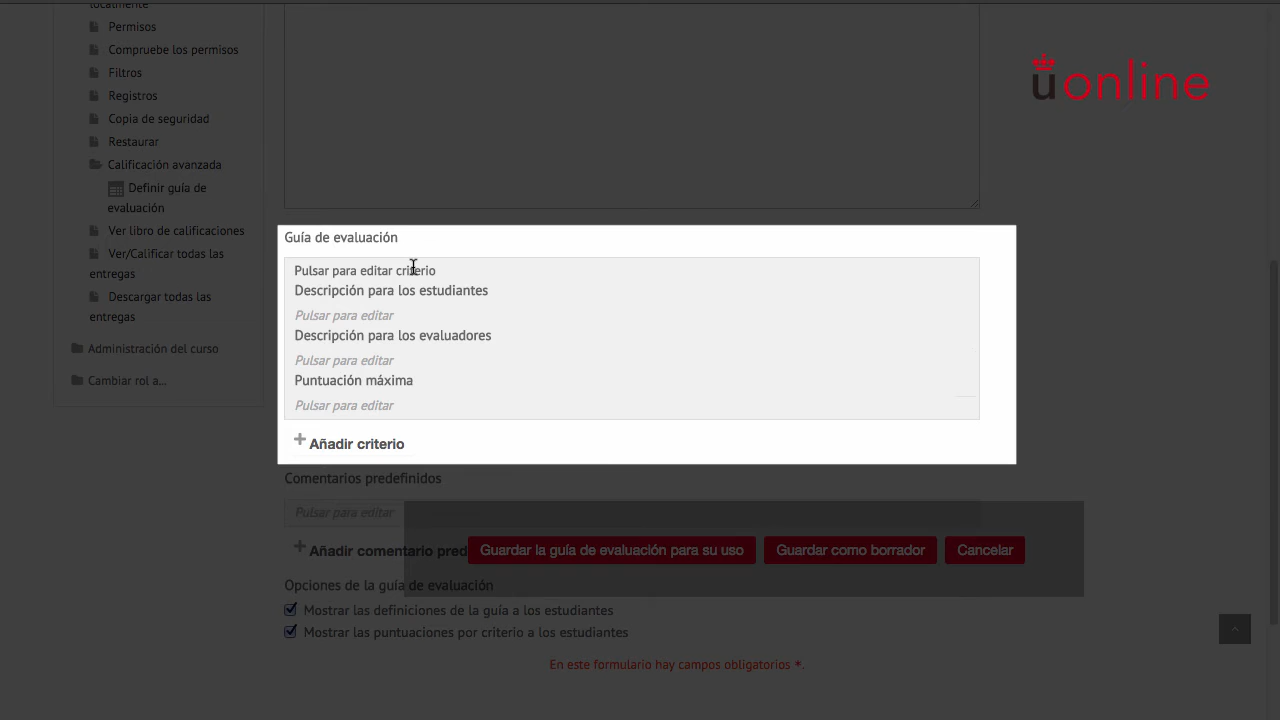 localmente
Permisos
Compruebe los permisos
Filtros
Registros
Copia de seguridad
Restaurar
Calificación avanzada
Definir guía de
evaluación
Ver libro de calificaciones
Ver/Calificar todas las
entregas
Descargar todas las
entregas
Administración del curso
Cambiar rol a...
uonline
Guía de evaluación
Pulsar para editar criterio
Descripción para los estudiantes
Pulsar para editar
Descripción para los evaluadores
Pulsar para editar
Puntuación máxima
Pulsar para editar
Añadir criterio
Comentarios predefinidos
Pulsar para editar
Añadir comentario pred
Guardar la guía de evaluación para su uso
Guardar como borrador
Cancelar
Opciones de la guía de evaluación
Mostrar las definiciones de la guía a los estudiantes
Mostrar las puntuaciones por criterio a los estudiantes
En este formulario hay campos obligatorios *.